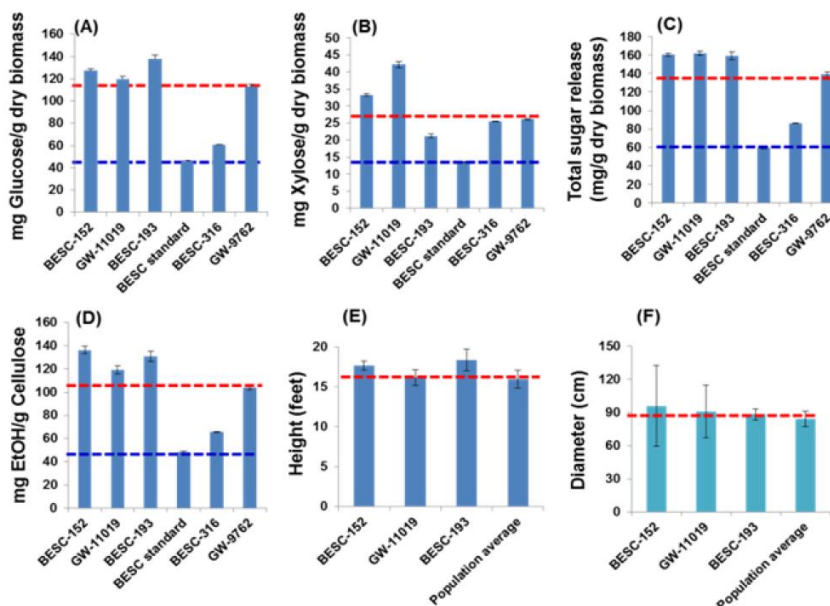 (A)
mg Glucose/g dry biomass
160
140
120
100
80
60
40
20
0
BESC-152
GW-11019
BESC-193
BESC standard
BESC-316
GW-9762
(B)
mg Xylose/g dry biomass
50
45
40
35
30
25
20
15
10
5
0
BESC-152
GW-11019
BESC-193
BESC standard
BESC-316
GW-9762
(C)
Total sugar release
(mg/g dry biomass)
180
160
140
120
100
80
60
40
20
0
BESC-152
GW-11019
BESC-193
BESC standard
BESC-316
GW-9762
(D)
mg EtOH/g Cellulose
160
140
120
100
80
60
40
20
0
BESC-152
GW-11019
BESC-193
BESC standard
BESC-316
GW-9762
(E)
Height (feet)
20
15
10
5
0
BESC-152
GW-11019
BESC-193
Population average
(F)
Diameter (cm)
150
120
90
60
30
0
BESC-152
GW-11019
BESC-193
Population average